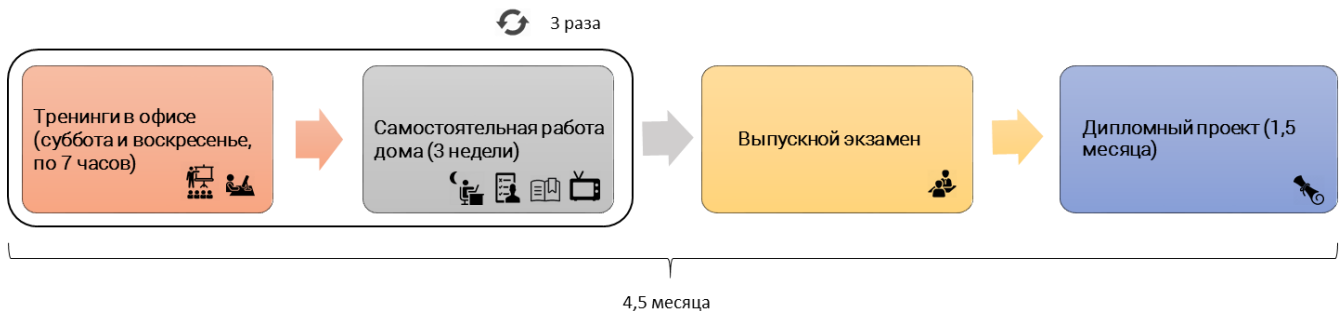 3 раза
Тренинги в офисе
(суббота и воскресенье,
по 7 часов)
Самостоятельная работа
дома (3 недели)
Выпускной экзамен
Дипломный проект (1,5
месяца)
4,5 месяца